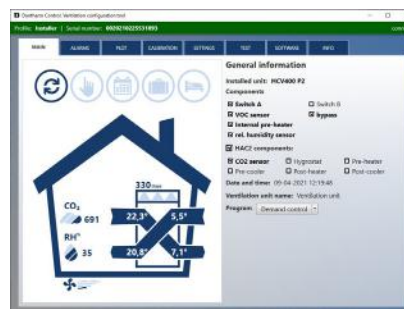 Dantherm Control Ventilation configuration tool
Profile: Installer | Serial number: 0020210225531893
MAIN ALARMS PLOT CALIBRATION SETTINGS TEST SOFTWARE INFO
General information
Installed unit: HCV400 P2
Components
Switch A Switch B
VOC sensor bypass
Internal pre-heater
rel. humidity sensor
HAC2 components:
CO2 sensor Hygrostat Pre-heater
Pre-cooler Post-heater Post-cooler
Date and time: 09-04-2021 12:19:48
Ventilation unit name: Ventilation unit
Program: Demand control
330
CO₂
691
22,3° 5,5°
RH%
35
20,8° 7,1°